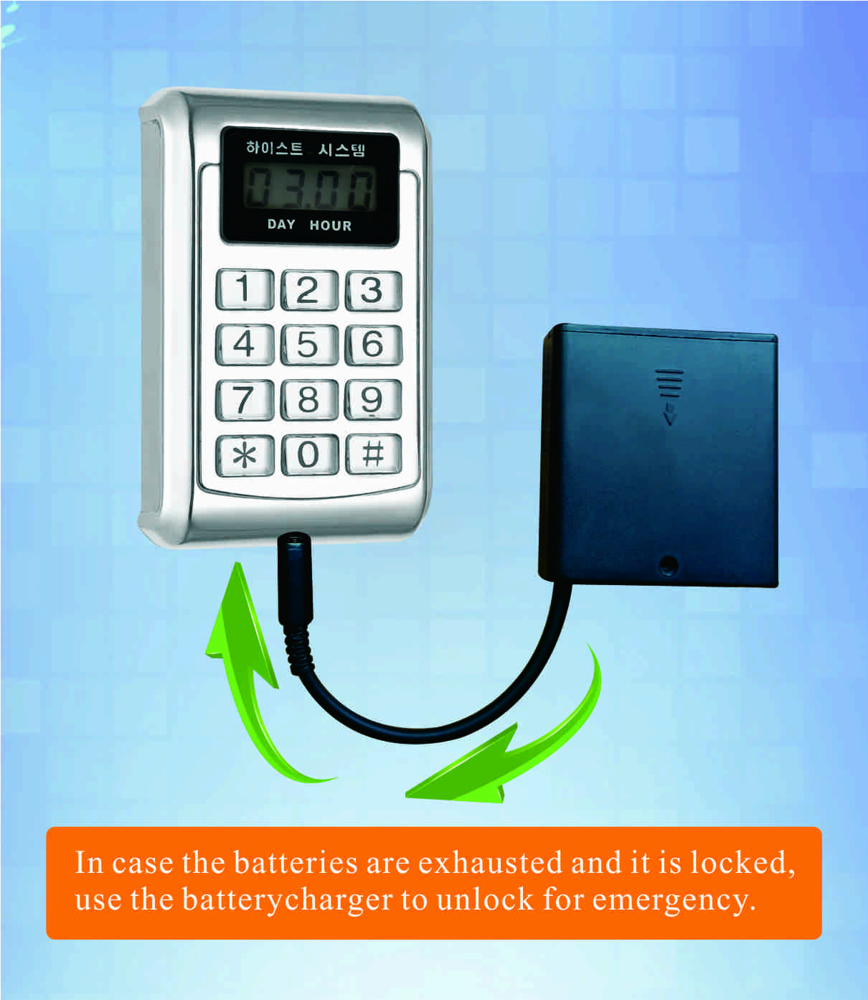 하이스트 시스템
03.00
DAY HOUR
1 2 3
4 5 6
7 8 9
* 0 #
In case the batteries are exhausted and it is locked,
use the batterycharger to unlock for emergency.